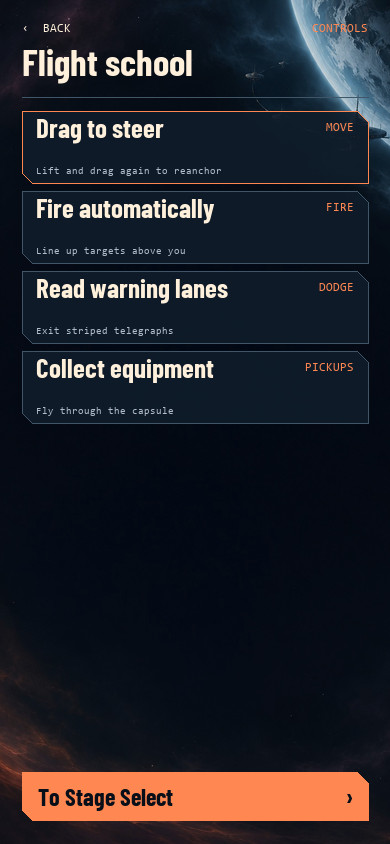 ‹ BACK
CONTROLS
Flight school
Drag to steer
MOVE
Lift and drag again to reanchor
Fire automatically
FIRE
Line up targets above you
Read warning lanes
DODGE
Exit striped telegraphs
Collect equipment
PICKUPS
Fly through the capsule
To Stage Select ›